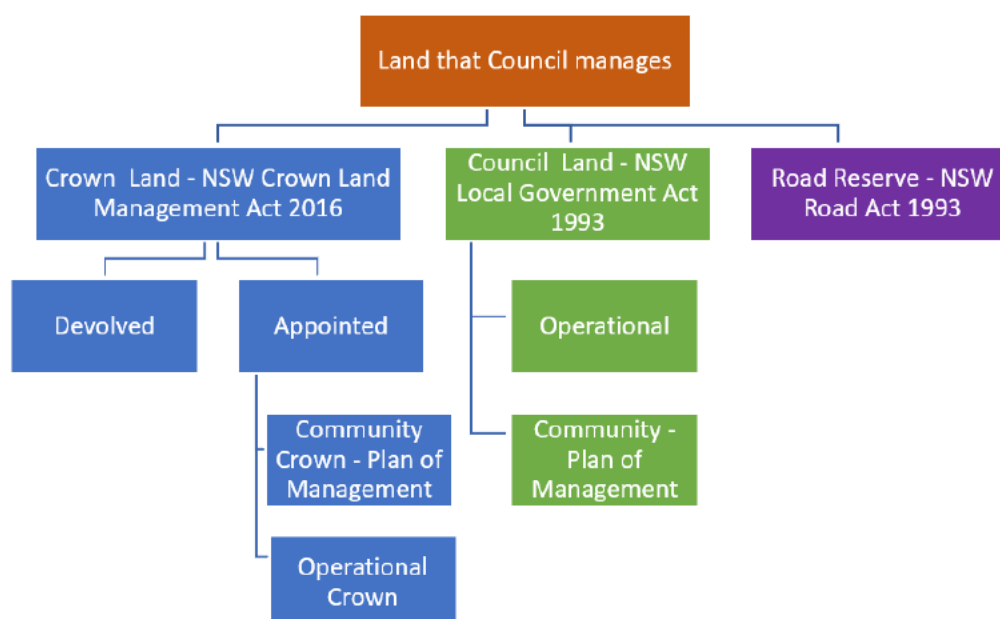 Land that Council manages
Crown Land - NSW Crown Land
Management Act 2016
Council Land - NSW
Local Government Act
1993
Road Reserve - NSW
Road Act 1993
Devolved
Appointed
Operational
Community
Crown - Plan of
Management
Community -
Plan of
Management
Operational
Crown